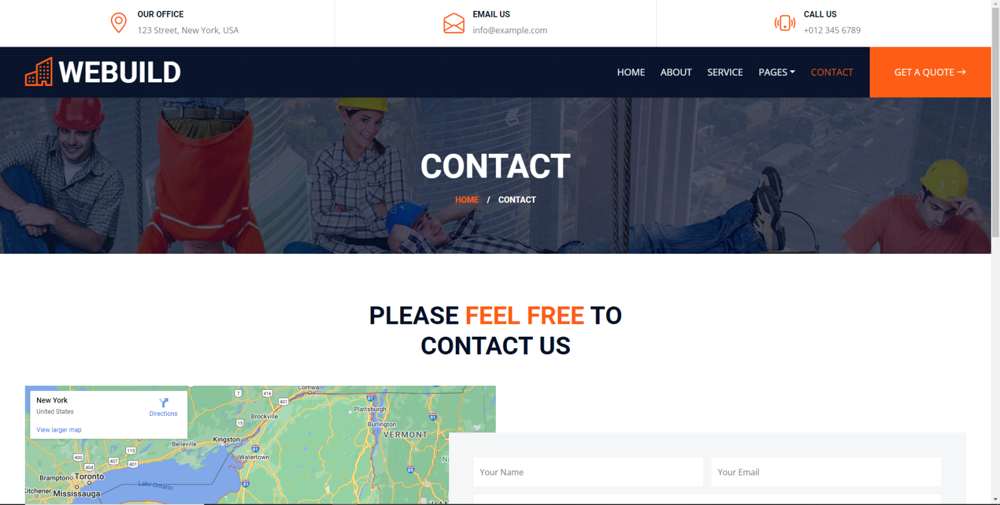 OUR OFFICE
123 Street, New York, USA
EMAIL US
info@example.com
CALL US
+012 345 6789
WEBUILD
HOME
ABOUT
SERVICE
PAGES
CONTACT
GET A QUOTE →
CONTACT
HOME / CONTACT
PLEASE FEEL FREE TO
CONTACT US
New York
United States
Directions
View larger map
Cornwall
7
416
401
87
Plattsburgh
Brockville
91
15
Burlington
VERMONT
Kingston
Belleville
115
81
400
407
401
Watertown
404
89
Brampton
Toronto
81
Lake Ontario
Kitchener
Mississauga
Your Name
Your Email